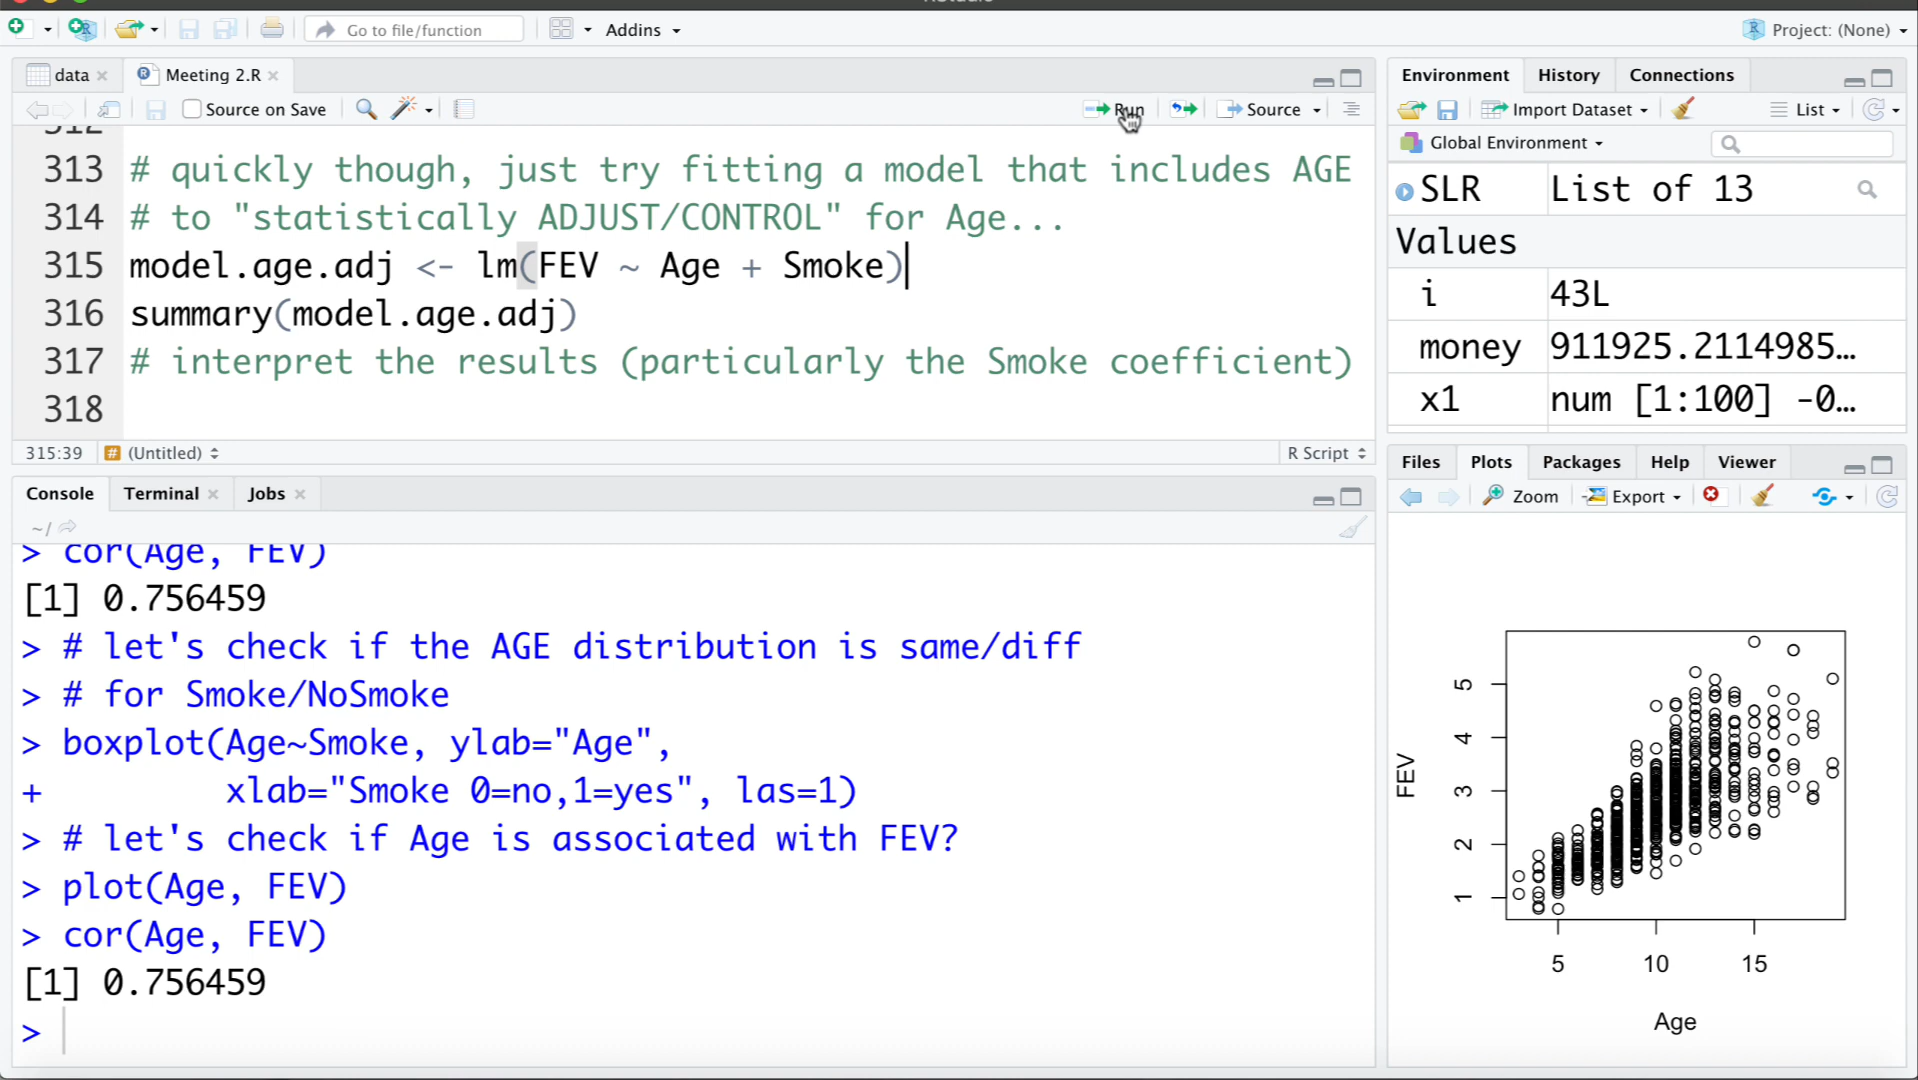 RStudio
Go to file/function
Addins
Project: (None)
data
Meeting 2.R
Source on Save
Run
Source
312
313 # quickly though, just try fitting a model that includes AGE
314 # to "statistically ADJUST/CONTROL" for Age...
315 model.age.adj <- lm(FEV ~ Age + Smoke)
316 summary(model.age.adj)
317 # interpret the results (particularly the Smoke coefficient)
318
315:39 # (Untitled)
R Script
Console
Terminal
Jobs
~/
> cor(Age, FEV)
[1] 0.756459
> # let's check if the AGE distribution is same/diff
> # for Smoke/NoSmoke
> boxplot(Age~Smoke, ylab="Age",
+         xlab="Smoke 0=no,1=yes", las=1)
> # let's check if Age is associated with FEV?
> plot(Age, FEV)
> cor(Age, FEV)
[1] 0.756459
>
Environment
History
Connections
Import Dataset
List
Global Environment
SLR List of 13
Values
i 43L
money 911925.2114985…
x1 num [1:100] -0…
Files
Plots
Packages
Help
Viewer
Zoom
Export
FEV
5
4
3
2
1
5 10 15
Age